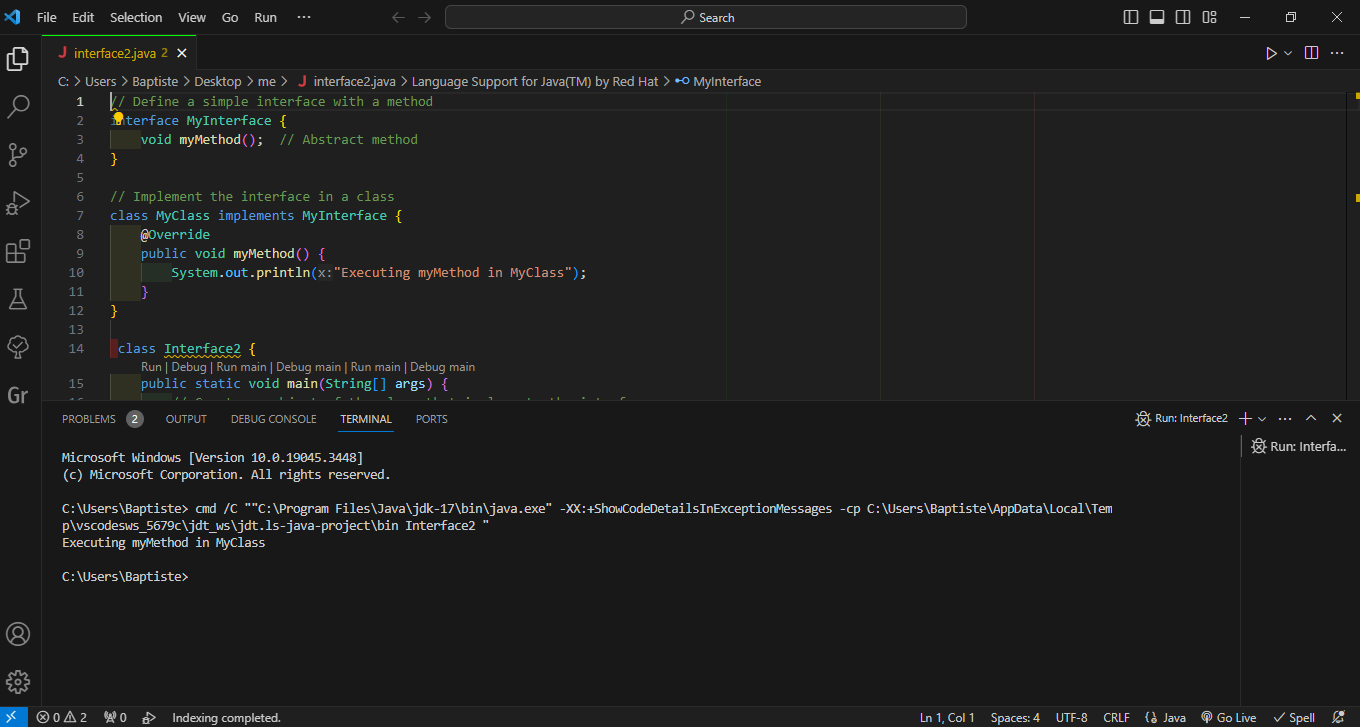 File Edit Selection View Go Run ··· Search
interface2.java 2
C: > Users > Baptiste > Desktop > me > interface2.java > Language Support for Java(TM) by Red Hat > MyInterface
1 // Define a simple interface with a method
2 interface MyInterface {
3 void myMethod(); // Abstract method
4 }
5
6 // Implement the interface in a class
7 class MyClass implements MyInterface {
8 @Override
9 public void myMethod() {
10 System.out.println(x:"Executing myMethod in MyClass");
11 }
12 }
13
14 class Interface2 {
Run | Debug | Run main | Debug main | Run main | Debug main
15 public static void main(String[] args) {
Gr
PROBLEMS 2 OUTPUT DEBUG CONSOLE TERMINAL PORTS Run: Interface2
Run: Interfa...
Microsoft Windows [Version 10.0.19045.3448]
(c) Microsoft Corporation. All rights reserved.
C:\Users\Baptiste> cmd /C ""C:\Program Files\Java\jdk-17\bin\java.exe" -XX:+ShowCodeDetailsInExceptionMessages -cp C:\Users\Baptiste\AppData\Local\Tem
p\vscodesws_5679c\jdt_ws\jdt.ls-java-project\bin Interface2 "
Executing myMethod in MyClass
C:\Users\Baptiste>
0 2 0 Indexing completed. Ln 1, Col 1 Spaces: 4 UTF-8 CRLF {} Java Go Live Spell